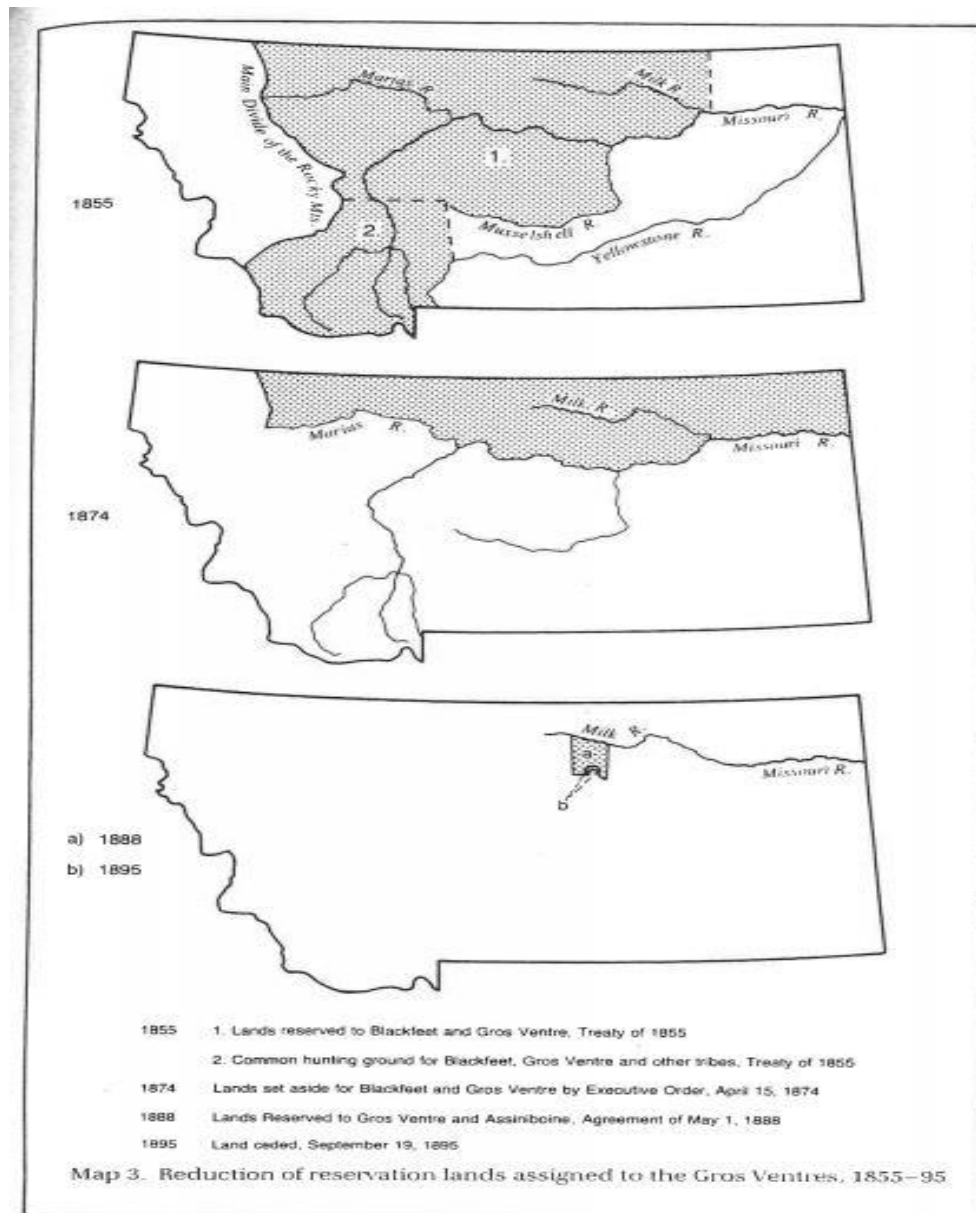 Main Divide of the Rocky Mts.
Marias R.
Milk R.
Missouri R.
1.
1855
2
Musselshell R.
Yellowstone R.
Milk R.
Marias R.
Missouri R.
1874
Milk R.
a
Missouri R.
b
a) 1888
b) 1895
1855 1. Lands reserved to Blackfeet and Gros Ventre, Treaty of 1855
2. Common hunting ground for Blackfeet, Gros Ventre and other tribes, Treaty of 1855
1874 Lands set aside for Blackfeet and Gros Ventre by Executive Order, April 15, 1874
1888 Lands Reserved to Gros Ventre and Assiniboine, Agreement of May 1, 1888
1895 Land ceded, September 19, 1895
Map 3. Reduction of reservation lands assigned to the Gros Ventres, 1855–95